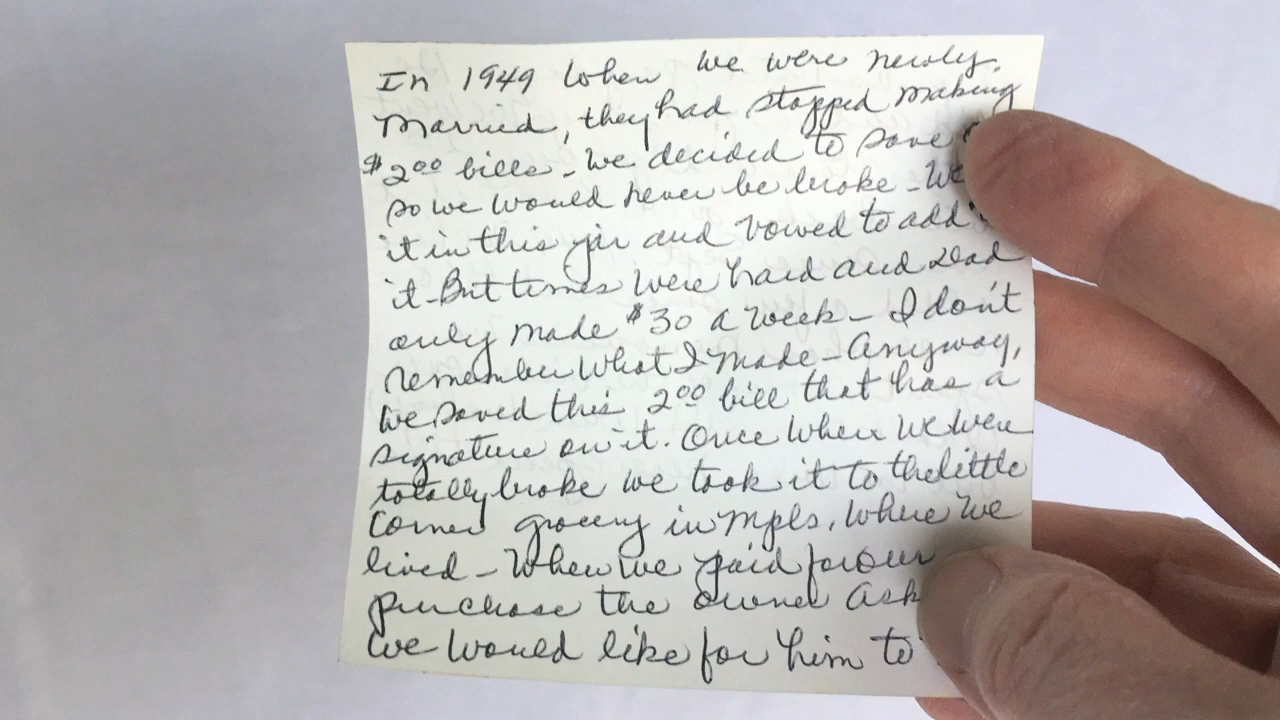 In 1949 when we were newly
married, they had stopped making
$2⁰⁰ bills - we decided to save
so we would never be broke - We
it in this jar and vowed to add
it - But times were hard and Dad
only made $30 a week - I don't
remember what I made - Anyway,
we saved this 2⁰⁰ bill that has a
signature on it. Once when we were
totally broke we took it to the little
corner grocery in Mpls. where we
lived - When we paid for our
purchase the owner ask
we would like for him to